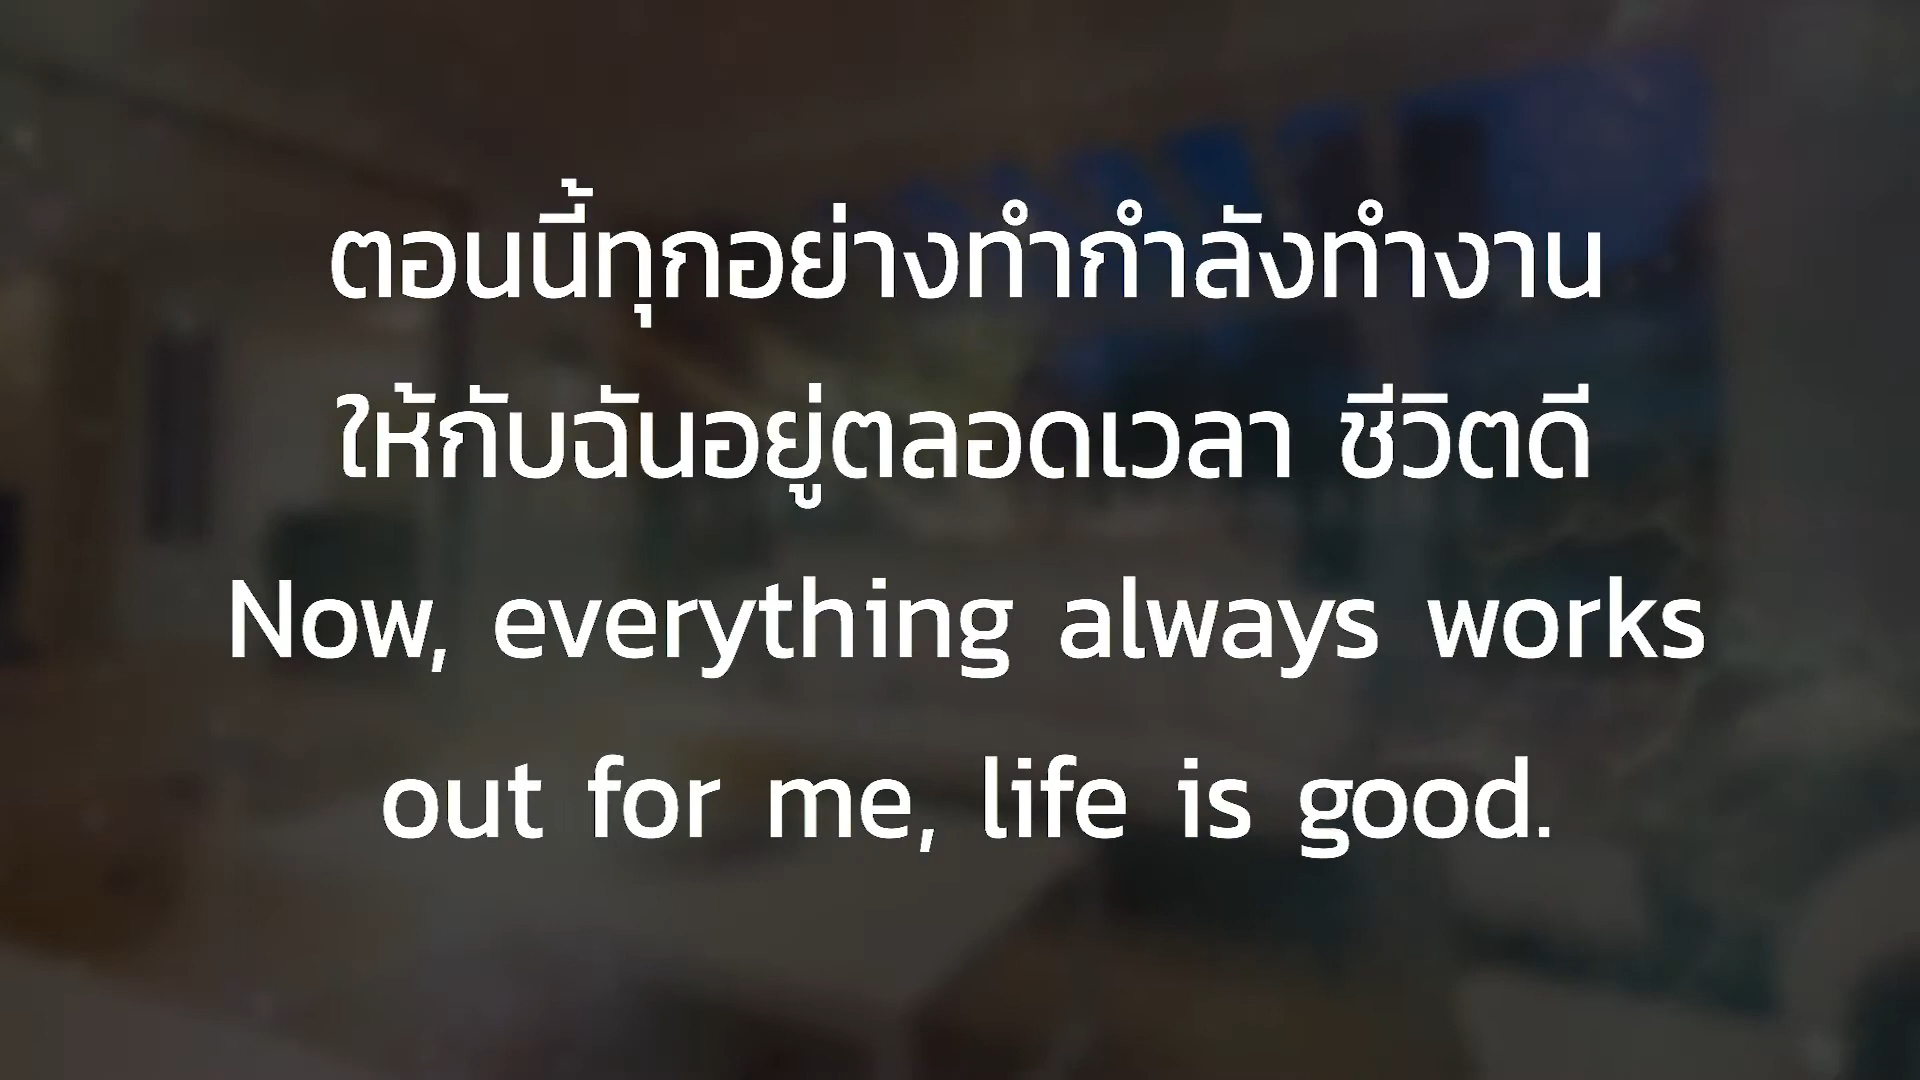 ตอนนี้ทุกอย่างทำกำลังทำงาน
ให้กับฉันอยู่ตลอดเวลา ชีวิตดี
Now, everything always works
out for me, life is good.